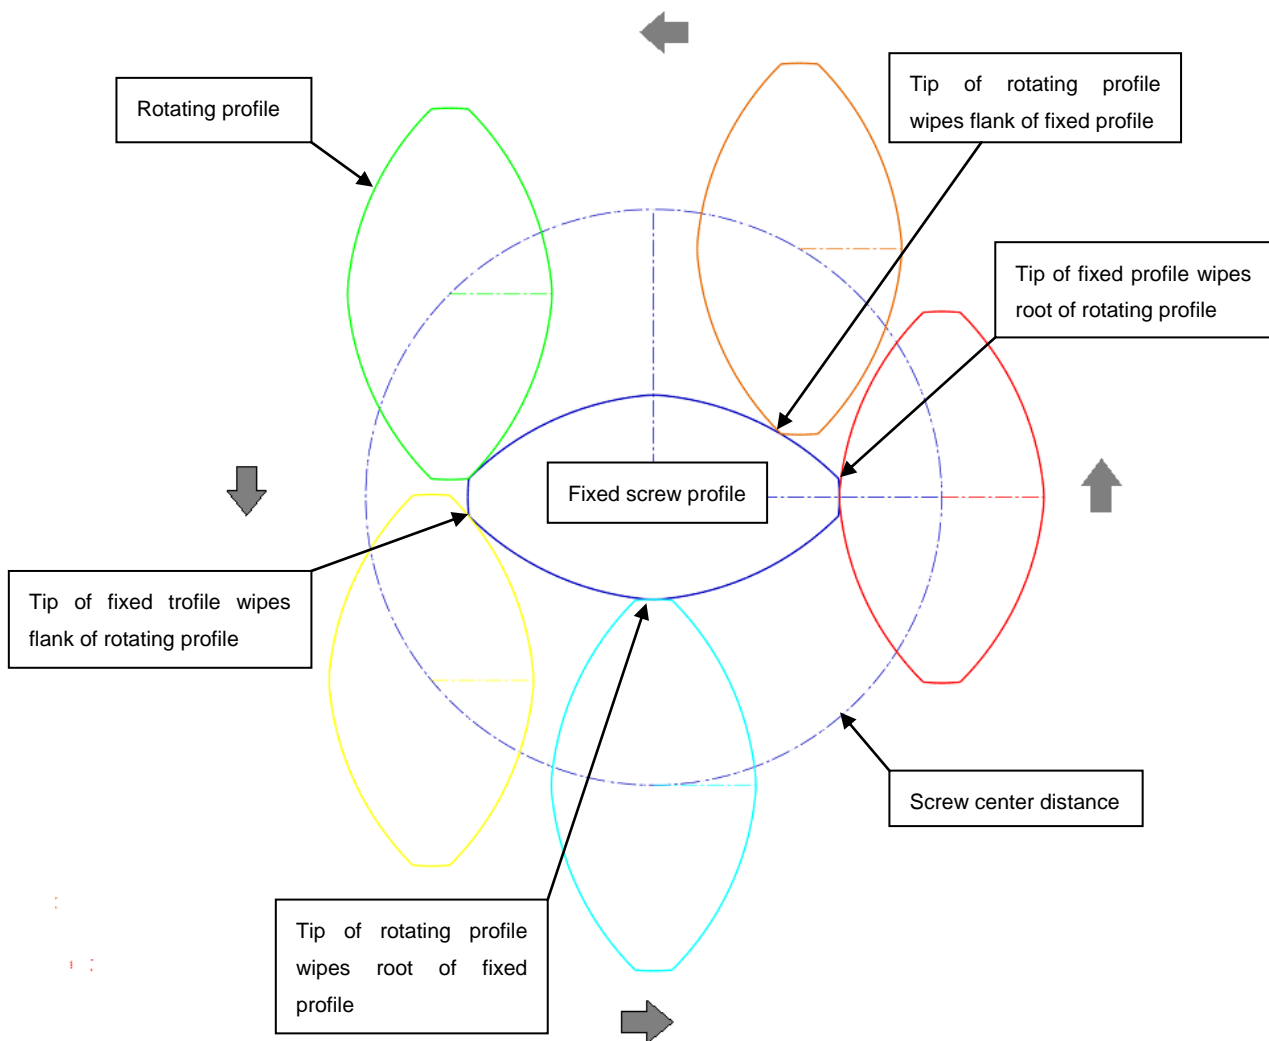 Rotating profile
Tip of rotating profile
wipes flank of fixed profile
Tip of fixed profile wipes
root of rotating profile
Fixed screw profile
Tip of fixed trofile wipes
flank of rotating profile
Screw center distance
Tip of rotating profile
wipes root of fixed
profile